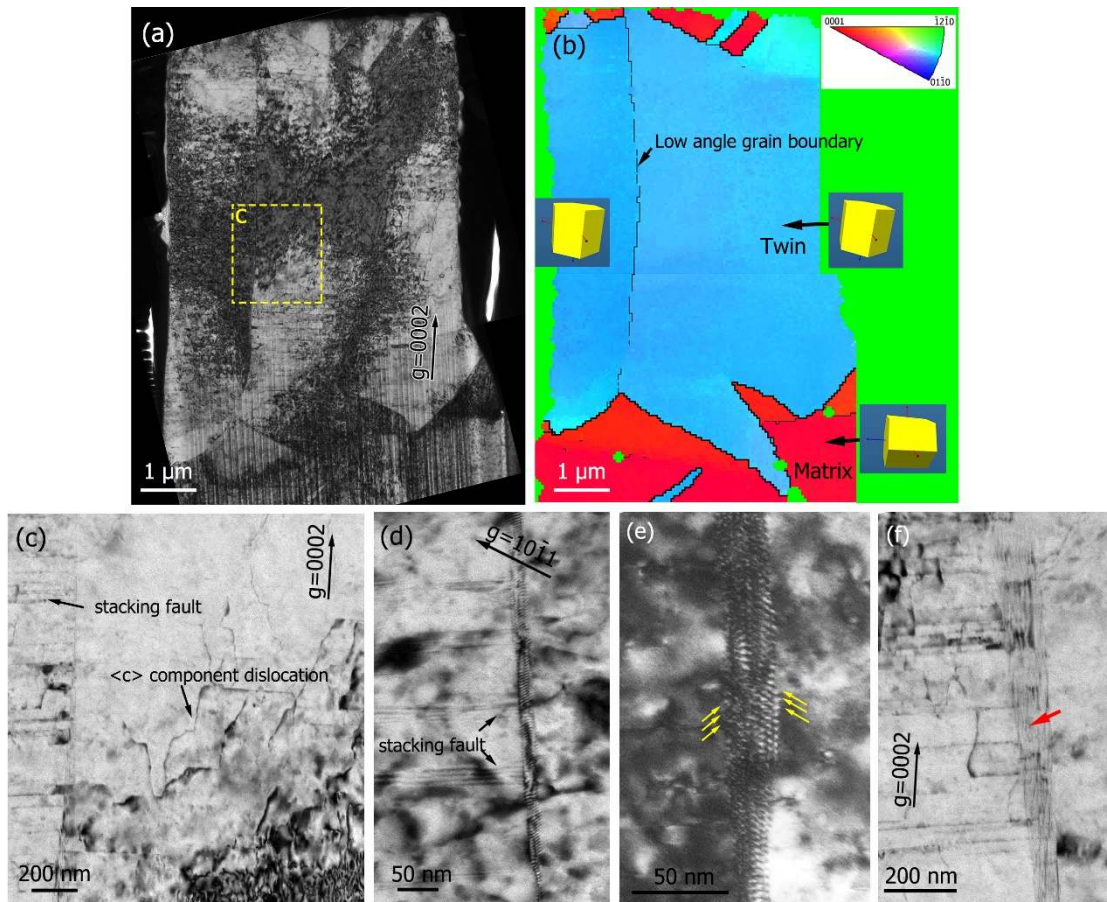 (a)
c
g=0002
1 µm
(b)
0001
1̅21̅0
011̅0
Low angle grain boundary
Twin
Matrix
1 µm
(c)
g=0002
stacking fault
<c> component dislocation
200 nm
(d)
g=101̅1
stacking fault
50 nm
(e)
50 nm
(f)
g=0002
200 nm